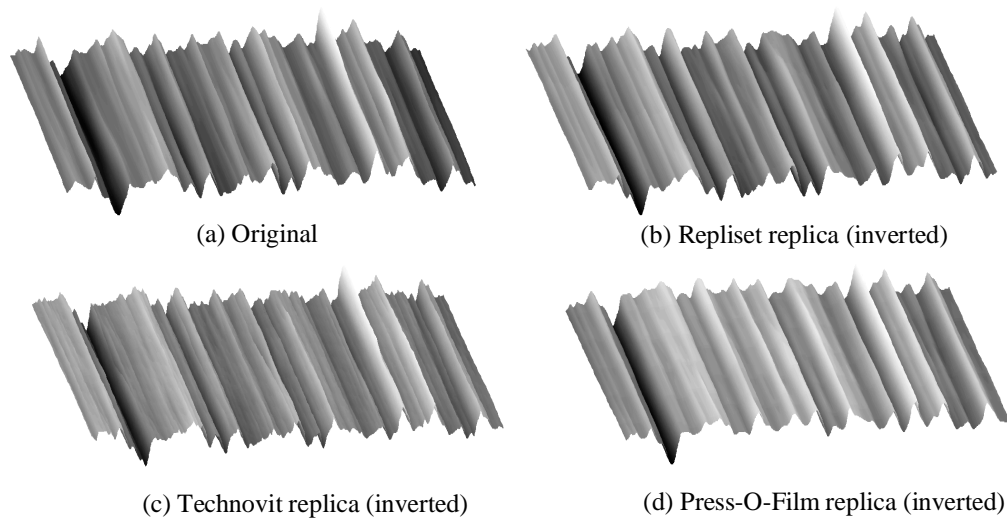 (a) Original
(b) Repliset replica (inverted)
(c) Technovit replica (inverted)
(d) Press-O-Film replica (inverted)